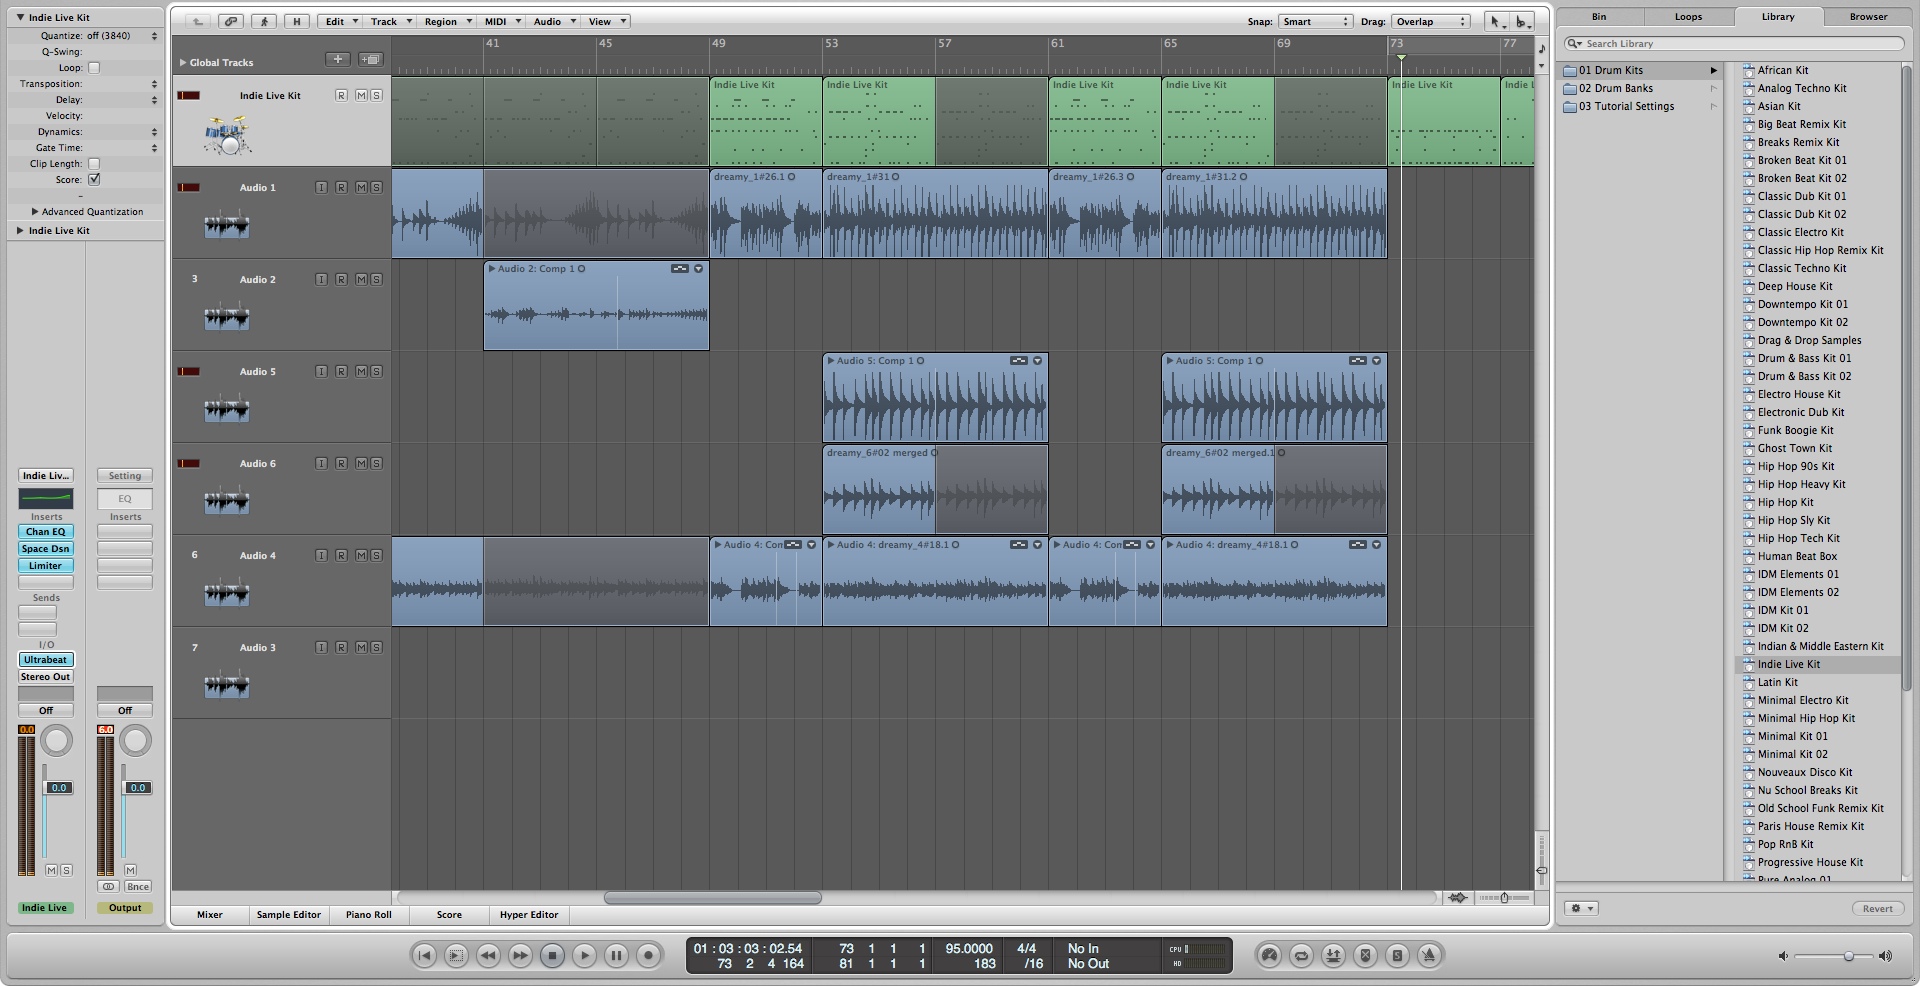 Indie Live Kit
Quantize: off (3840)
Q-Swing:
Loop:
Transposition:
Delay:
Velocity:
Dynamics:
Gate Time:
Clip Length:
Score:
Advanced Quantization
Indie Live Kit
Indie Liv...
Setting
EQ
Inserts
Inserts
Chan EQ
Space Dsn
Limiter
Sends
I/O
Ultrabeat
Stereo Out
Off
Off
0.0
6.0
0.0
0.0
M S
M
Bnce
Indie Live
Output
H
Edit
Track
Region
MIDI
Audio
View
Snap: Smart
Drag: Overlap
Global Tracks
41 45 49 53 57 61 65 69 73 77
Indie Live Kit
R M S
Indie Live Kit
Indie Live Kit
Indie Live Kit
Indie Live Kit
Indie Live Kit
Indie L
Audio 1
I R M S
dreamy_1#26.1
dreamy_1#31
dreamy_1#26.3
dreamy_1#31.2
3
Audio 2
I R M S
Audio 2: Comp 1
Audio 5
I R M S
Audio 5: Comp 1
Audio 5: Comp 1
Audio 6
I R M S
dreamy_6#02 merged
dreamy_6#02 merged.1
6
Audio 4
I R M S
Audio 4: Con
Audio 4: dreamy_4#18.1
Audio 4: Con
Audio 4: dreamy_4#18.1
7
Audio 3
I R M S
Mixer
Sample Editor
Piano Roll
Score
Hyper Editor
01 : 03 : 03 : 02.54
73 2 4 164
73 1 1 1
81 1 1 1
95.0000
183
4/4
/16
No In
No Out
CPU
HD
S
Bin
Loops
Library
Browser
Search Library
01 Drum Kits
02 Drum Banks
03 Tutorial Settings
African Kit
Analog Techno Kit
Asian Kit
Big Beat Remix Kit
Breaks Remix Kit
Broken Beat Kit 01
Broken Beat Kit 02
Classic Dub Kit 01
Classic Dub Kit 02
Classic Electro Kit
Classic Hip Hop Remix Kit
Classic Techno Kit
Deep House Kit
Downtempo Kit 01
Downtempo Kit 02
Drag & Drop Samples
Drum & Bass Kit 01
Drum & Bass Kit 02
Electro House Kit
Electronic Dub Kit
Funk Boogie Kit
Ghost Town Kit
Hip Hop 90s Kit
Hip Hop Heavy Kit
Hip Hop Kit
Hip Hop Sly Kit
Hip Hop Tech Kit
Human Beat Box
IDM Elements 01
IDM Elements 02
IDM Kit 01
IDM Kit 02
Indian & Middle Eastern Kit
Indie Live Kit
Latin Kit
Minimal Electro Kit
Minimal Hip Hop Kit
Minimal Kit 01
Minimal Kit 02
Nouveaux Disco Kit
Nu School Breaks Kit
Old School Funk Remix Kit
Paris House Remix Kit
Pop RnB Kit
Progressive House Kit
Pure Analog 01
Revert